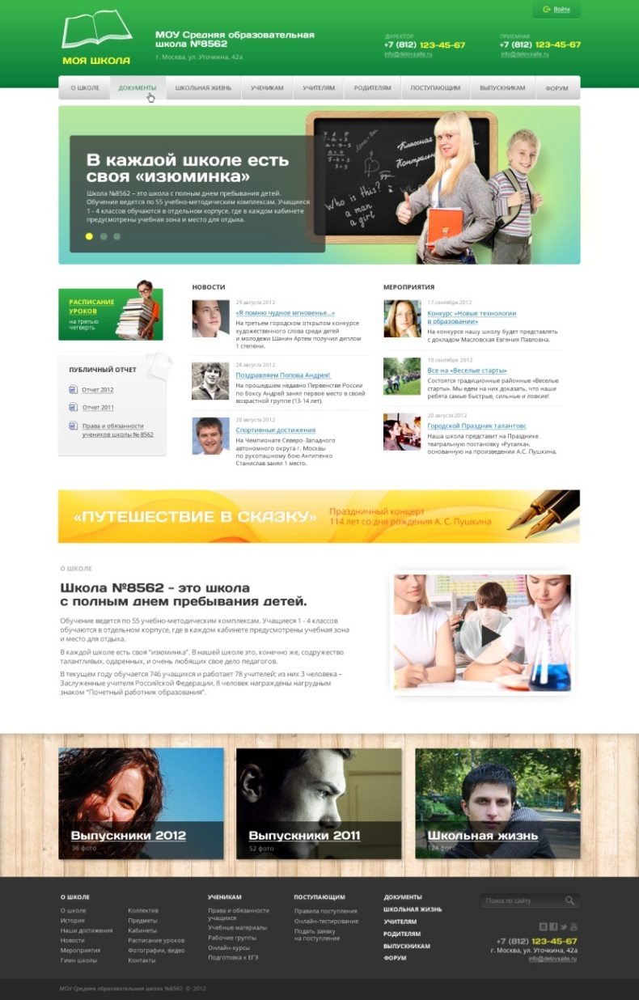 Войти
МОЯ ШКОЛА
МОУ Средняя образовательная
школа №8562
г. Москва, ул. Уточкина, 42а
ДИРЕКТОР
+7 (812) 123-45-67
info@delovsaite.ru
ПРИЕМНАЯ
+7 (812) 123-45-67
info@delovsaite.ru
О ШКОЛЕ
ДОКУМЕНТЫ
ШКОЛЬНАЯ ЖИЗНЬ
УЧЕНИКАМ
УЧИТЕЛЯМ
РОДИТЕЛЯМ
ПОСТУПАЮЩИМ
ВЫПУСКНИКАМ
ФОРУМ
В каждой школе есть
своя «изюминка»
Школа №8562 – это школа с полным днем пребывания детей.
Обучение ведется по 55 учебно-методическим комплексам. Учащиеся
1 - 4 классов обучаются в отдельном корпусе, где в каждом кабинете
предусмотрены учебная зона и место для отдыха.
Классная
Контрольн
Who is this?
a man
a girl
РАСПИСАНИЕ
УРОКОВ
на третью
четверть
ПУБЛИЧНЫЙ ОТЧЕТ
Отчет 2012
Отчет 2011
Права и обязанности
учеников школы № 8562
НОВОСТИ
29 августа 2012
«Я помню чудное мгновенье...»
На третьем городском открытом конкурсе
художественного слова среди детей
и молодежи Шанин Артем получил диплом
1 степени.
28 августа 2012
Поздравляем Попова Андрея!
На прошедшем недавно Первенстве России
по боксу Андрей занял первое место в своей
возрастной группе (13-14 лет).
20 августа 2012
Спортивные достижения
На Чемпионате Северо-Западного
автономного округа г. Москвы
по рукопашному бою Антипенко
Станислав занял 1 место.
МЕРОПРИЯТИЯ
17 сентября 2012
Конкурс «Новые технологии
в образовании»
На конкурсе нашу школу будет представлять
с докладом Масловская Евгения Павловна.
10 сентября 2012
Все на «Веселые старты»
Состоятся традиционные районные «Веселые
старты». Мы едем на них доказать, что наши
ребята самые быстрые, сильные и ловкие!
20 августа 2012
Городской Праздник талантовс
Наша школа представит на Празднике
театральную постановку «Русалка»,
основанную на произведении А.С. Пушкина.
«ПУТЕШЕСТВИЕ В СКАЗКУ»
Праздничный концерт
114 лет со дня рождения А. С. Пушкина
О ШКОЛЕ
Школа №8562 - это школа
с полным днем пребывания детей.
Обучение ведется по 55 учебно-методическим комплексам. Учащиеся 1 - 4 классов
обучаются в отдельном корпусе, где в каждом кабинете предусмотрены учебная зона
и место для отдыха.
В каждой школе есть своя "изюминка". В нашей школе это, конечно же, содружество
талантливых, одаренных, и очень любящих свое дело педагогов.
В текущем году обучается 746 учащихся и работает 78 учителей; из них 3 человека –
Заслуженные учителя Российской Федерации, 8 человек награждены нагрудным
знаком "Почетный работник образования".
Выпускники 2012
36 фото
Выпускники 2011
52 фото
Школьная жизнь
124 фото
О ШКОЛЕ
О школе
История
Наши достижения
Новости
Мероприятия
Гимн школы
Коллектив
Предметы
Кабинеты
Расписание уроков
Фотографии, видео
Контакты
УЧЕНИКАМ
Права и обязанности
учащихся
Учебные материалы
Рабочие группы
Онлайн-курсы
Подготовка к ЕГЭ
ПОСТУПАЮЩИМ
Правила поступления
Онлайн-тестирование
Подать заявку
на поступление
ДОКУМЕНТЫ
ШКОЛЬНАЯ ЖИЗНЬ
УЧИТЕЛЯМ
РОДИТЕЛЯМ
ВЫПУСКНИКАМ
ФОРУМ
Поиск по сайту
+7 (812) 123-45-67
г. Москва, ул. Уточкина, 42а
info@delovsaite.ru
МОУ Средняя образовательная школа №8562 © 2012